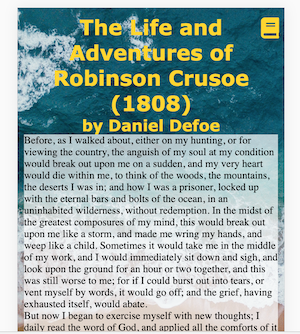 The Life and
Adventures of
Robinson Crusoe
(1808)
by Daniel Defoe
Before, as I walked about, either on my hunting, or for
viewing the country, the anguish of my soul at my condition
would break out upon me on a sudden, and my very heart
would die within me, to think of the woods, the mountains,
the deserts I was in; and how I was a prisoner, locked up
with the eternal bars and bolts of the ocean, in an
uninhabited wilderness, without redemption. In the midst of
the greatest composures of my mind, this would break out
upon me like a storm, and made me wring my hands, and
weep like a child. Sometimes it would take me in the middle
of my work, and I would immediately sit down and sigh, and
look upon the ground for an hour or two together, and this
was still worse to me; for if I could burst out into tears, or
vent myself by words, it would go off; and the grief, having
exhausted itself, would abate.
But now I began to exercise myself with new thoughts; I
daily read the word of God, and applied all the comforts of it